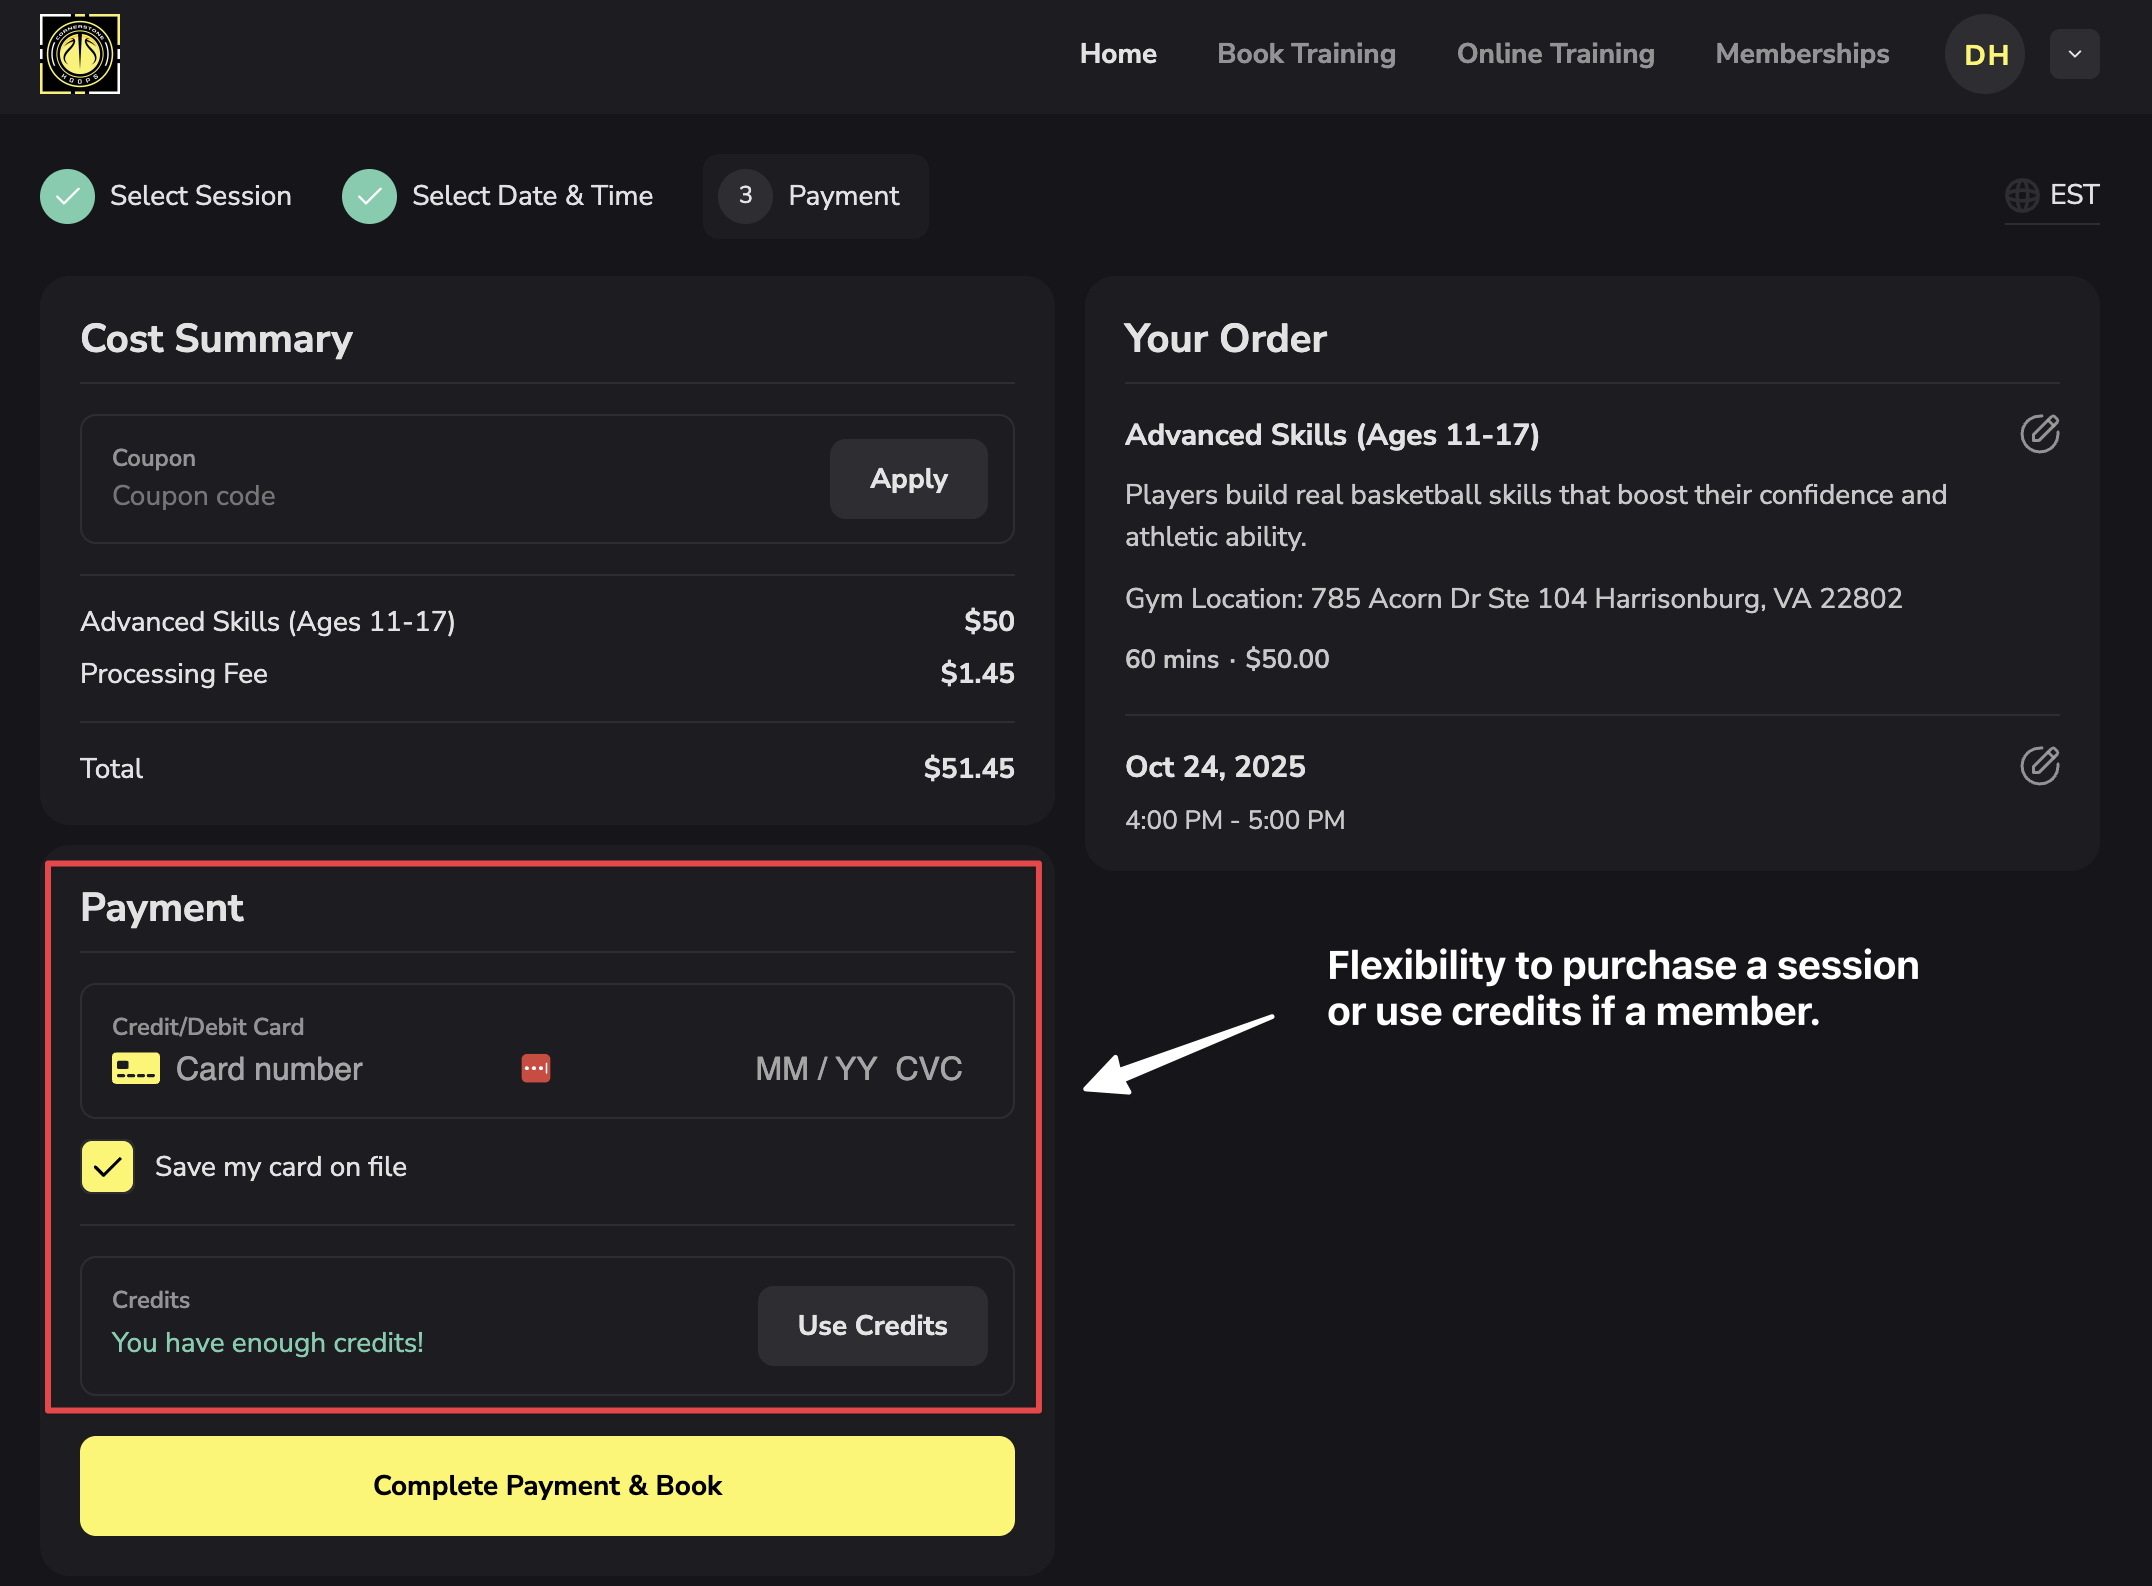 CORNERSTONE
HOOPS
Home
Book Training
Online Training
Memberships
DH
Select Session
Select Date & Time
3
Payment
EST
Cost Summary
Coupon
Coupon code
Apply
Advanced Skills (Ages 11-17)
$50
Processing Fee
$1.45
Total
$51.45
Your Order
Advanced Skills (Ages 11-17)
Players build real basketball skills that boost their confidence and
athletic ability.
Gym Location: 785 Acorn Dr Ste 104 Harrisonburg, VA 22802
60 mins · $50.00
Oct 24, 2025
4:00 PM - 5:00 PM
Payment
Credit/Debit Card
Card number
MM / YY CVC
Save my card on file
Credits
You have enough credits!
Use Credits
Complete Payment & Book
Flexibility to purchase a session
or use credits if a member.